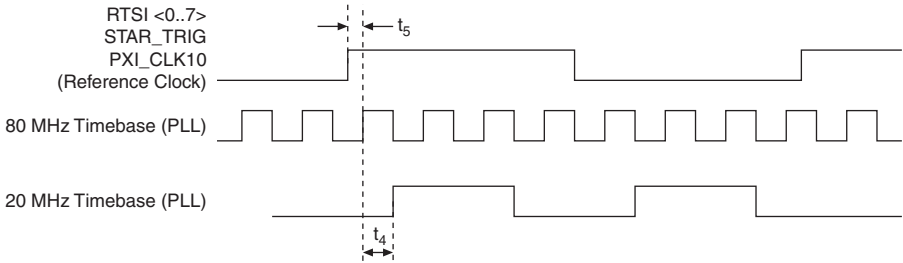 RTSI <0..7>
STAR_TRIG
PXI_CLK10
(Reference Clock)
t5
80 MHz Timebase (PLL)
20 MHz Timebase (PLL)
t4